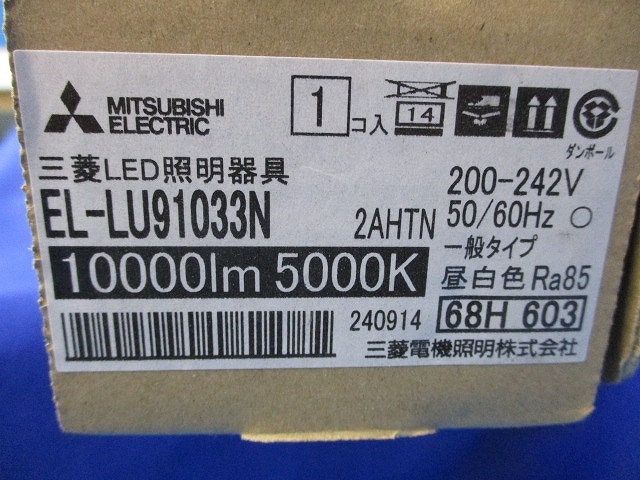 MITSUBISHI
ELECTRIC
1 コ入
14
ダンボール
三菱LED照明器具
EL-LU91033N 2AHTN
10000lm 5000K
200-242V
50/60Hz
一般タイプ
昼白色 Ra85
240914
68H 603
三菱電機照明株式会社